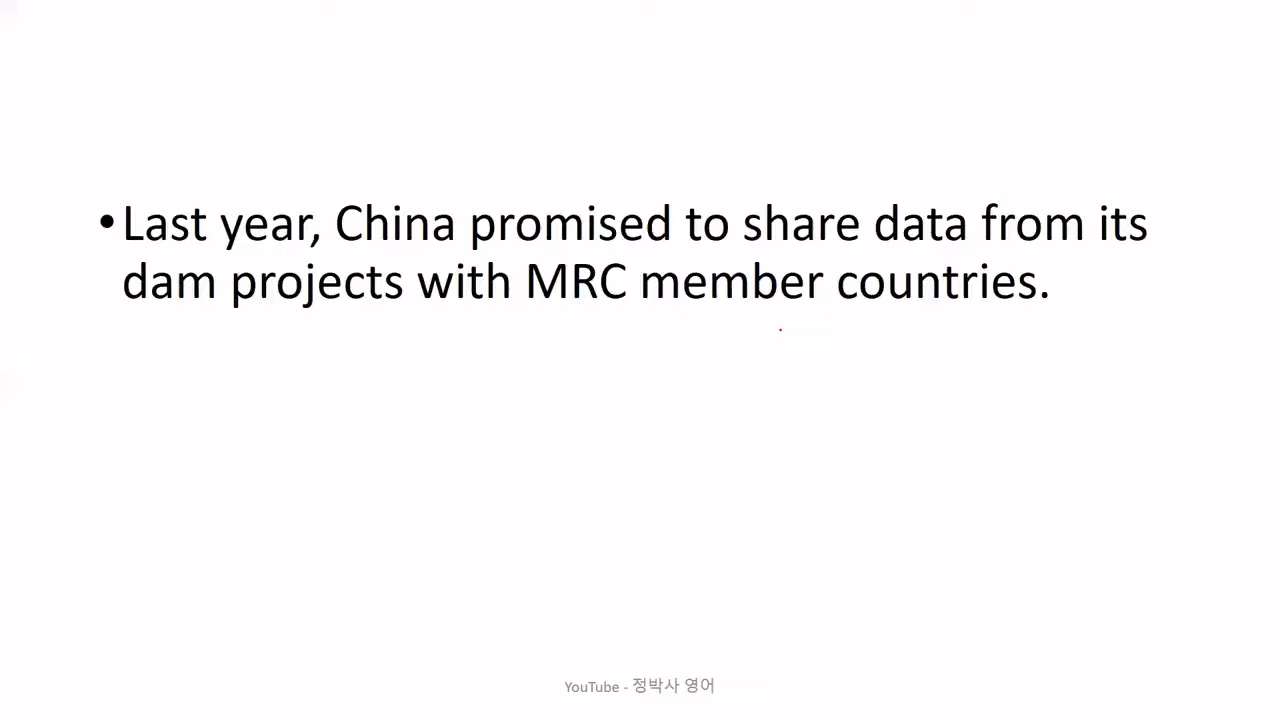 •Last year, China promised to share data from its
dam projects with MRC member countries.
YouTube - 정박사 영어